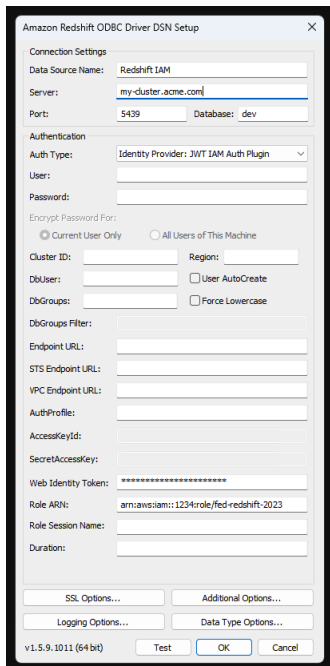 Amazon Redshift ODBC Driver DSN Setup
Connection Settings
Data Source Name: Redshift IAM
Server: my-cluster.acme.com
Port: 5439 Database: dev
Authentication
Auth Type: Identity Provider: JWT IAM Auth Plugin
User:
Password:
Encrypt Password For:
Current User Only All Users of This Machine
Cluster ID: Region:
DbUser: User AutoCreate
DbGroups: Force Lowercase
DbGroups Filter:
Endpoint URL:
STS Endpoint URL:
VPC Endpoint URL:
AuthProfile:
AccessKeyId:
SecretAccessKey:
Web Identity Token: **********************
Role ARN: arn:aws:iam::1234:role/fed-redshift-2023
Role Session Name:
Duration:
SSL Options... Additional Options...
Logging Options... Data Type Options...
v1.5.9.1011 (64 bit) Test OK Cancel